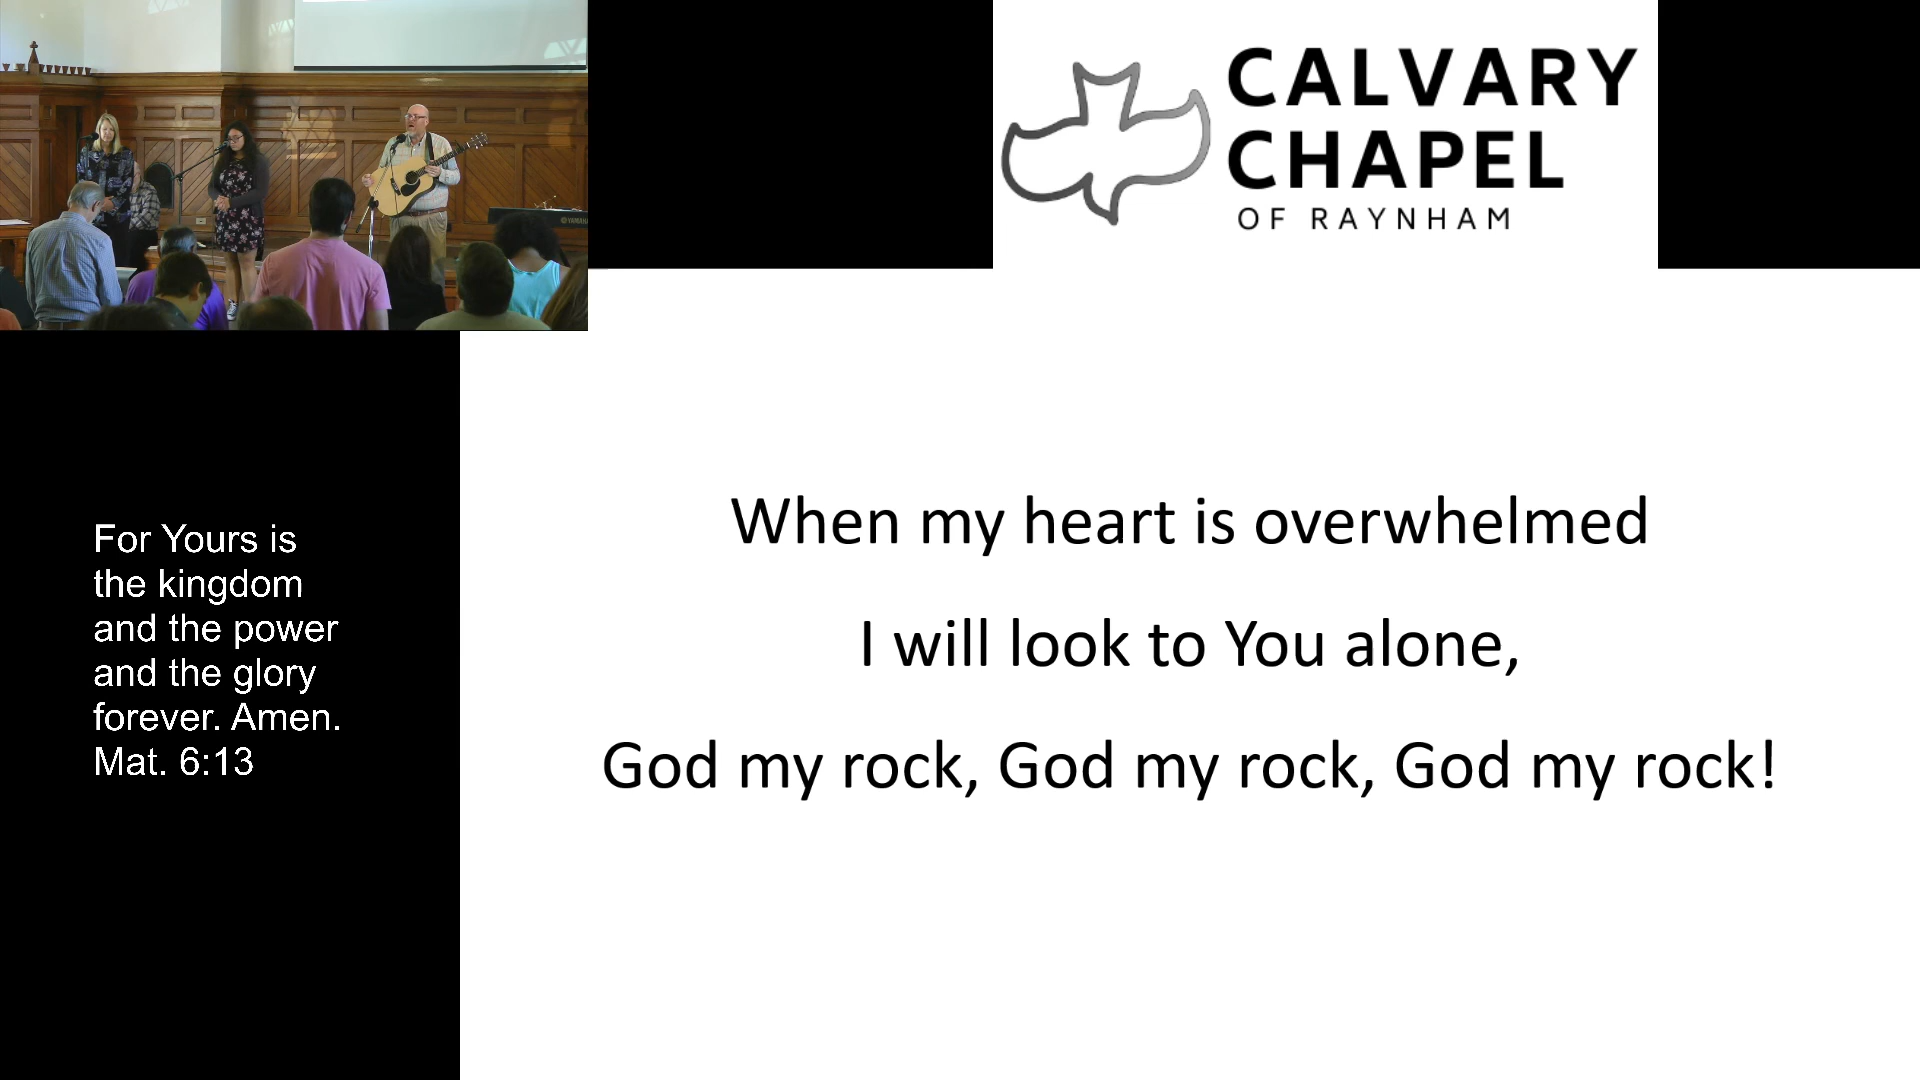 CALVARY
CHAPEL
OF RAYNHAM
For Yours is
the kingdom
and the power
and the glory
forever. Amen.
Mat. 6:13
When my heart is overwhelmed
I will look to You alone,
God my rock, God my rock, God my rock!
YAMAHA